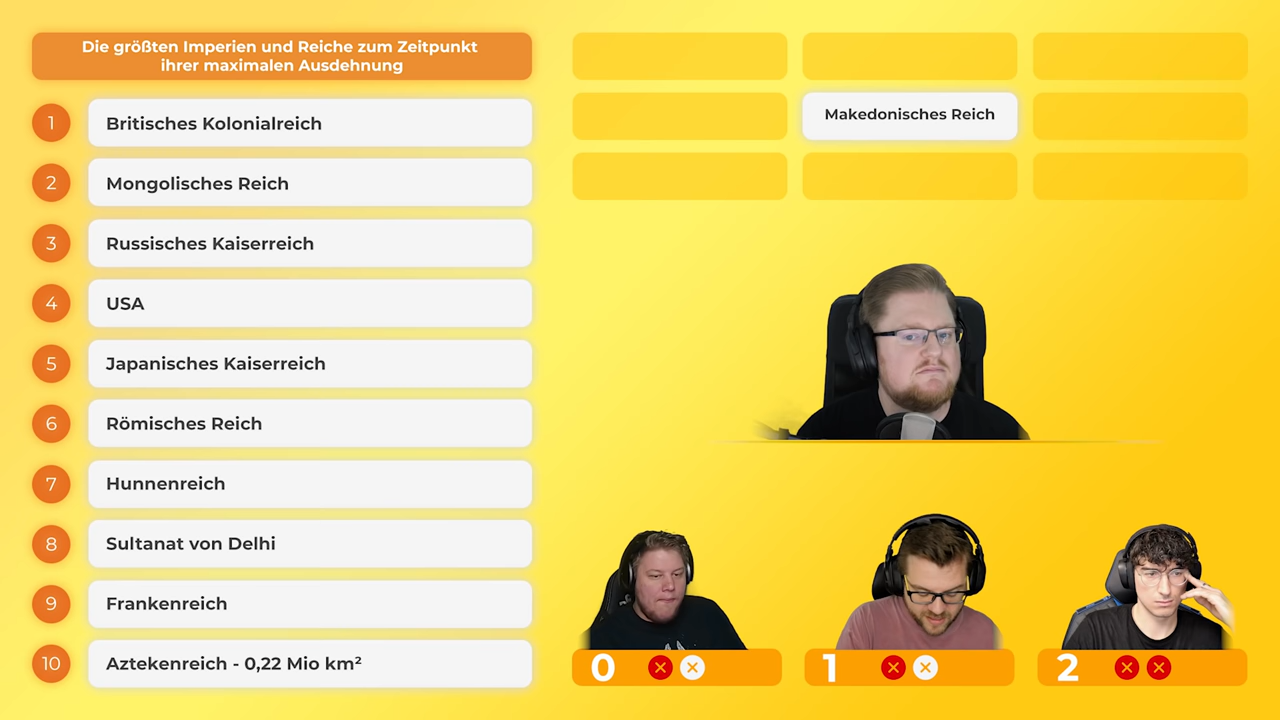 Die größten Imperien und Reiche zum Zeitpunkt
ihrer maximalen Ausdehnung
1 Britisches Kolonialreich
2 Mongolisches Reich
3 Russisches Kaiserreich
4 USA
5 Japanisches Kaiserreich
6 Römisches Reich
7 Hunnenreich
8 Sultanat von Delhi
9 Frankenreich
10 Aztekenreich - 0,22 Mio km²
Makedonisches Reich
0
1
2